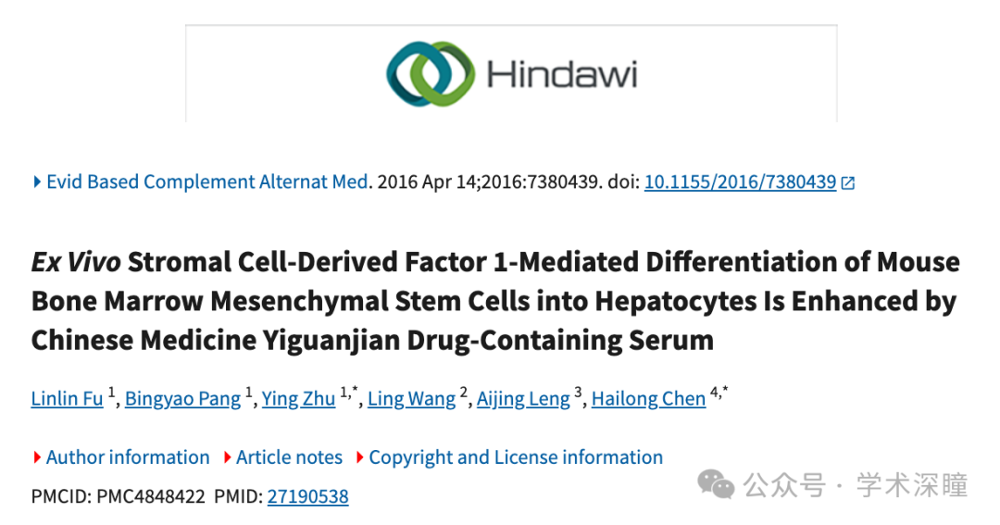 Hindawi
Evid Based Complement Alternat Med. 2016 Apr 14;2016:7380439. doi: 10.1155/2016/7380439
Ex Vivo Stromal Cell-Derived Factor 1-Mediated Differentiation of Mouse
Bone Marrow Mesenchymal Stem Cells into Hepatocytes Is Enhanced by
Chinese Medicine Yiguanjian Drug-Containing Serum
Linlin Fu 1, Bingyao Pang 1, Ying Zhu 1,*, Ling Wang 2, Aijing Leng 3, Hailong Chen 4,*
Author information Article notes Copyright and License information
PMCID: PMC4848422 PMID: 27190538
公众号 · 学术深瞳